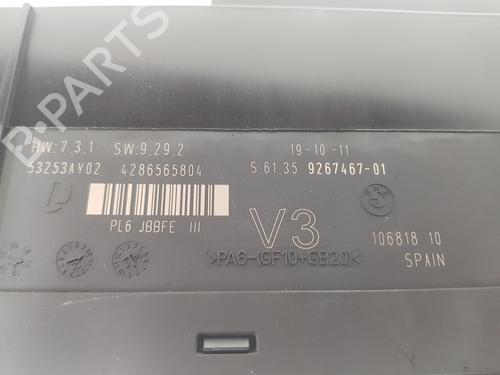 HW:7.3.1 SW:9.29.2 19-10-11
53253AY02 4286565804 S:61.35 9267467-01
PL6 JBBFE III
V3
106818 10
>PA6-(GF10+GB20)<
SPAIN
B-PARTS